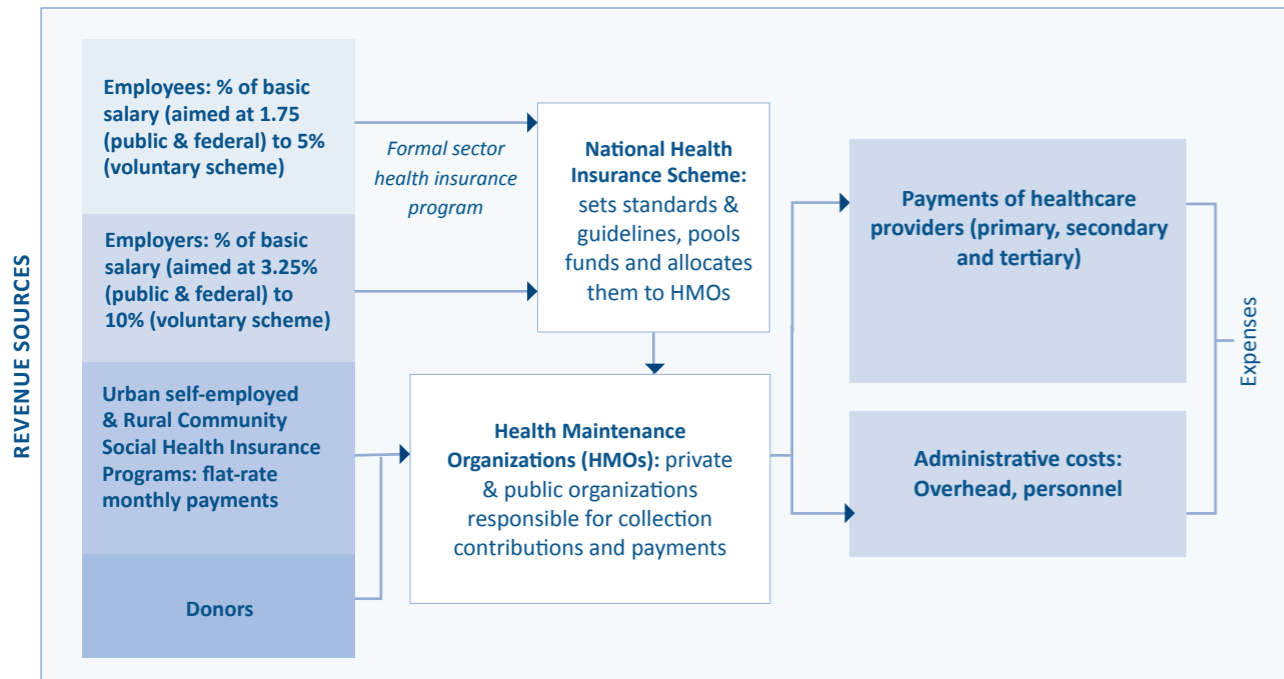 REVENUE SOURCES
Employees: % of basic
salary (aimed at 1.75
(public & federal) to 5%
(voluntary scheme)
Employers: % of basic
salary (aimed at 3.25%
(public & federal) to
10% (voluntary scheme)
Urban self-employed
& Rural Community
Social Health Insurance
Programs: flat-rate
monthly payments
Donors
Formal sector
health insurance
program
National Health
Insurance Scheme:
sets standards &
guidelines, pools
funds and allocates
them to HMOs
Health Maintenance
Organizations (HMOs): private
& public organizations
responsible for collection
contributions and payments
Payments of healthcare
providers (primary, secondary
and tertiary)
Administrative costs:
Overhead, personnel
Expenses